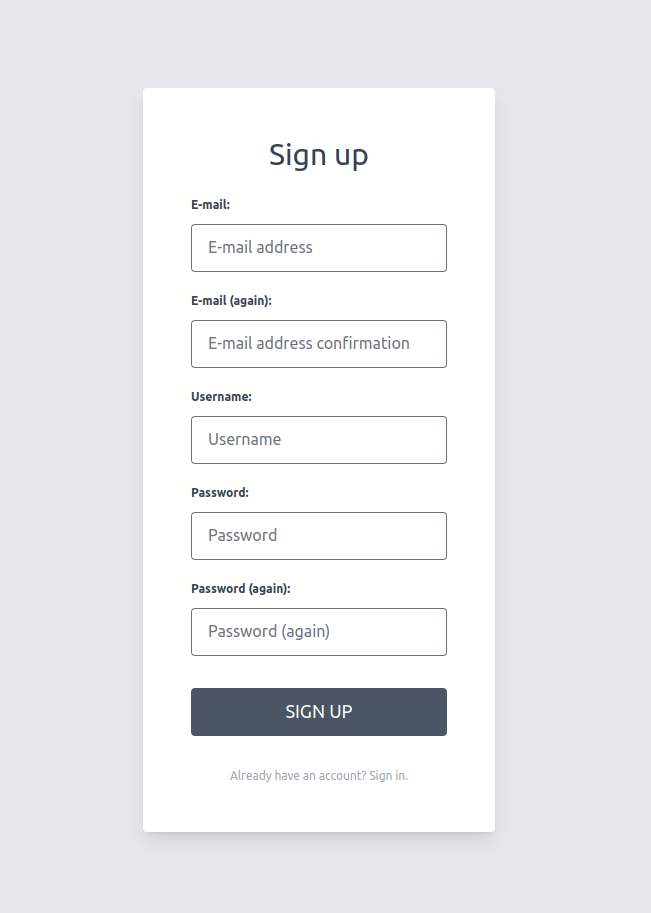 Sign up
E-mail:
E-mail address
E-mail (again):
E-mail address confirmation
Username:
Username
Password:
Password
Password (again):
Password (again)
SIGN UP
Already have an account? Sign in.